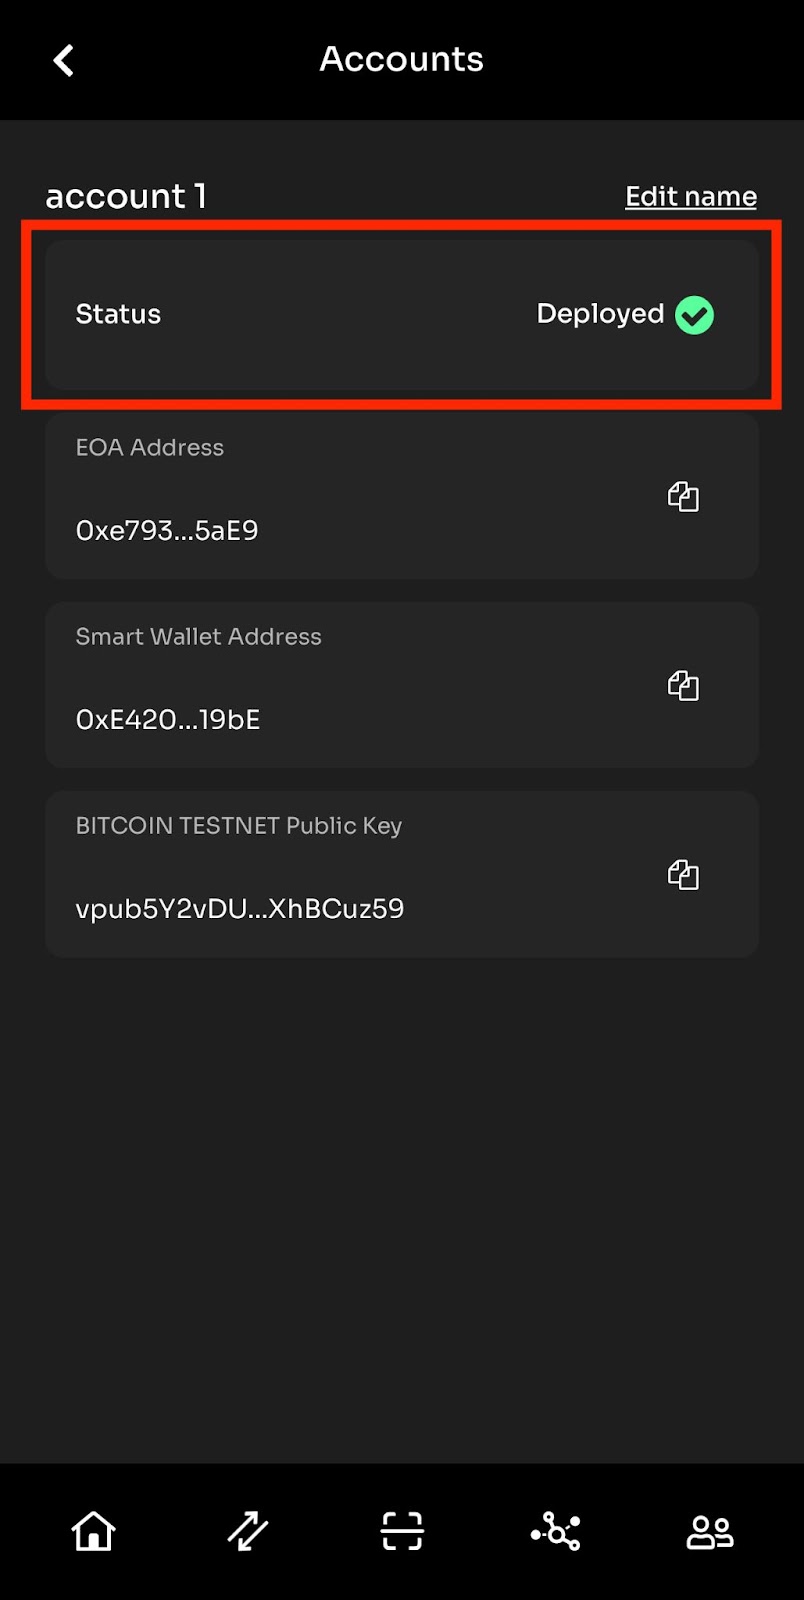 Accounts
account 1
Edit name
Status
Deployed
EOA Address
0xe793...5aE9
Smart Wallet Address
0xE420...19bE
BITCOIN TESTNET Public Key
vpub5Y2vDU...XhBCuz59